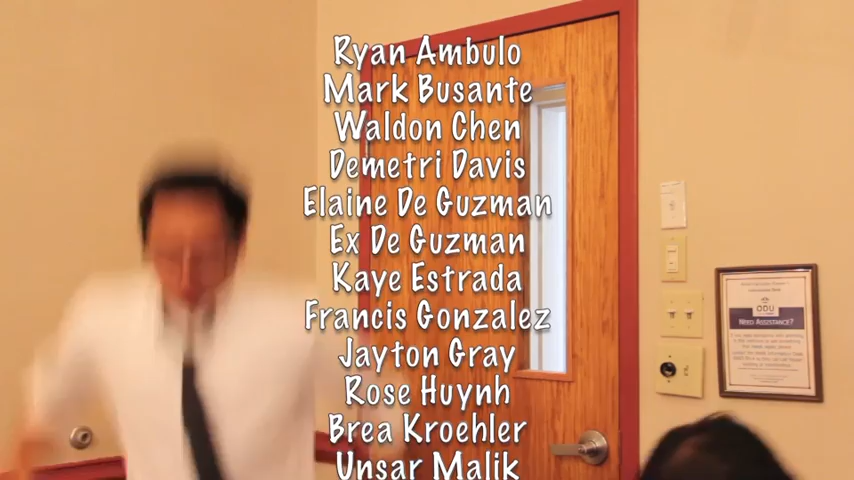 Ryan Ambulo
Mark Busante
Waldon Chen
Demetri Davis
Elaine De Guzman
Ex De Guzman
Kaye Estrada
Francis Gonzalez
Jayton Gray
Rose Huynh
Brea Kroehler
Unsar Malik
ODU
NEED ASSISTANCE?